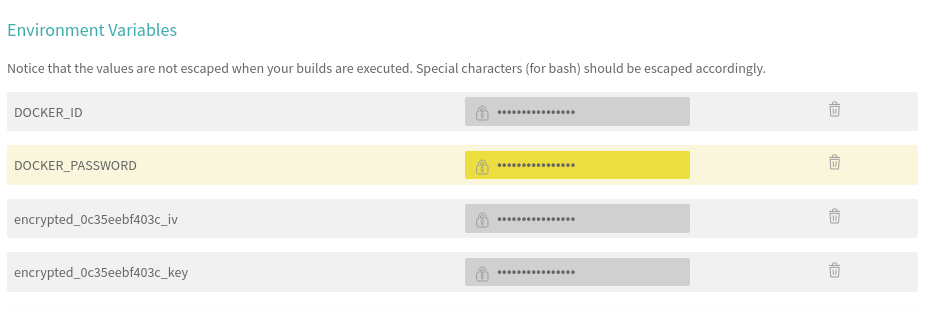 Environment Variables
Notice that the values are not escaped when your builds are executed. Special characters (for bash) should be escaped accordingly.
DOCKER_ID ••••••••••••••••
DOCKER_PASSWORD ••••••••••••••••
encrypted_0c35eebf403c_iv ••••••••••••••••
encrypted_0c35eebf403c_key ••••••••••••••••